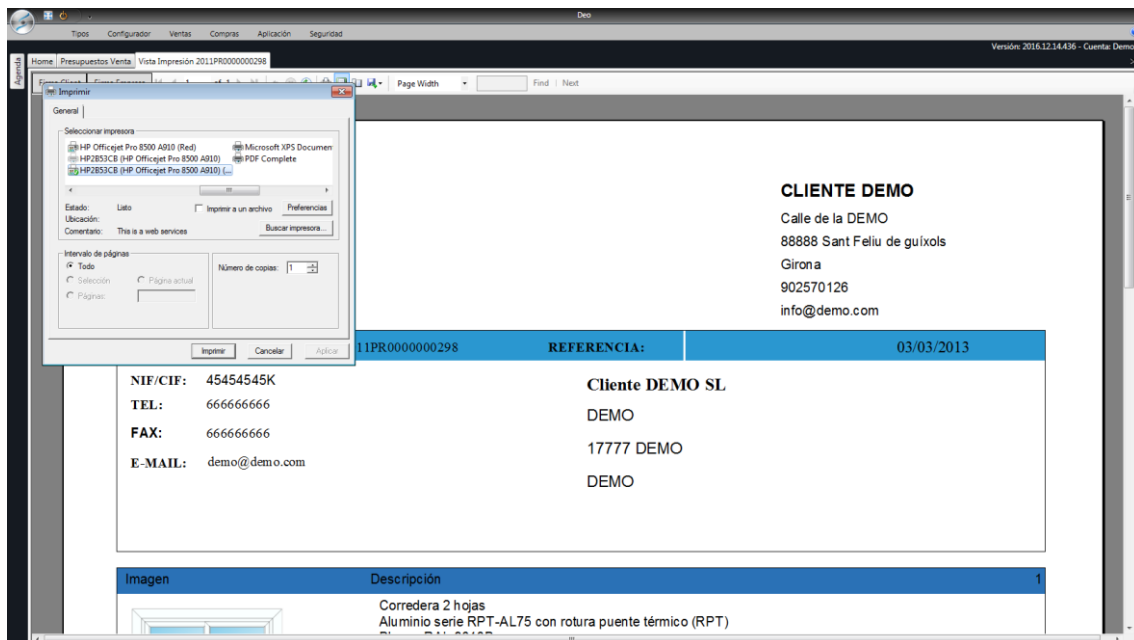 Deo
Tipos Configurador Ventas Compras Aplicación Seguridad
Versión: 2016.12.14.436 - Cuenta: Demo
Agenda
Home Presupuestos Venta Vista Impresión 2011PR0000000298
Page Width Find | Next
Imprimir
General
Seleccionar impresora
HP Officejet Pro 8500 A910 (Red) Microsoft XPS Documen
HP2B53CB (HP Officejet Pro 8500 A910) PDF Complete
HP2B53CB (HP Officejet Pro 8500 A910) (...
Estado: Listo Imprimir a un archivo Preferencias
Ubicación:
Comentario: This is a web services Buscar impresora...
Intervalo de páginas
Todo Número de copias: 1
Selección Página actual
Páginas:
Imprimir Cancelar Aplicar
CLIENTE DEMO
Calle de la DEMO
88888 Sant Feliu de guíxols
Girona
902570126
info@demo.com
11PR0000000298 REFERENCIA: 03/03/2013
NIF/CIF: 45454545K
TEL: 666666666
FAX: 666666666
E-MAIL: demo@demo.com
Cliente DEMO SL
DEMO
17777 DEMO
DEMO
Imagen Descripción 1
Corredera 2 hojas
Aluminio serie RPT-AL75 con rotura puente térmico (RPT)